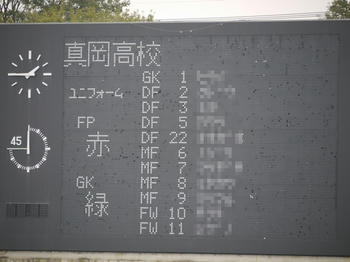 真岡高校
GK 1
ユニフォーム DF 2
DF 3
FP DF 5
赤 DF 22
MF 6
MF 7
GK MF 8
緑 MF 9
FW 10
FW 11
45